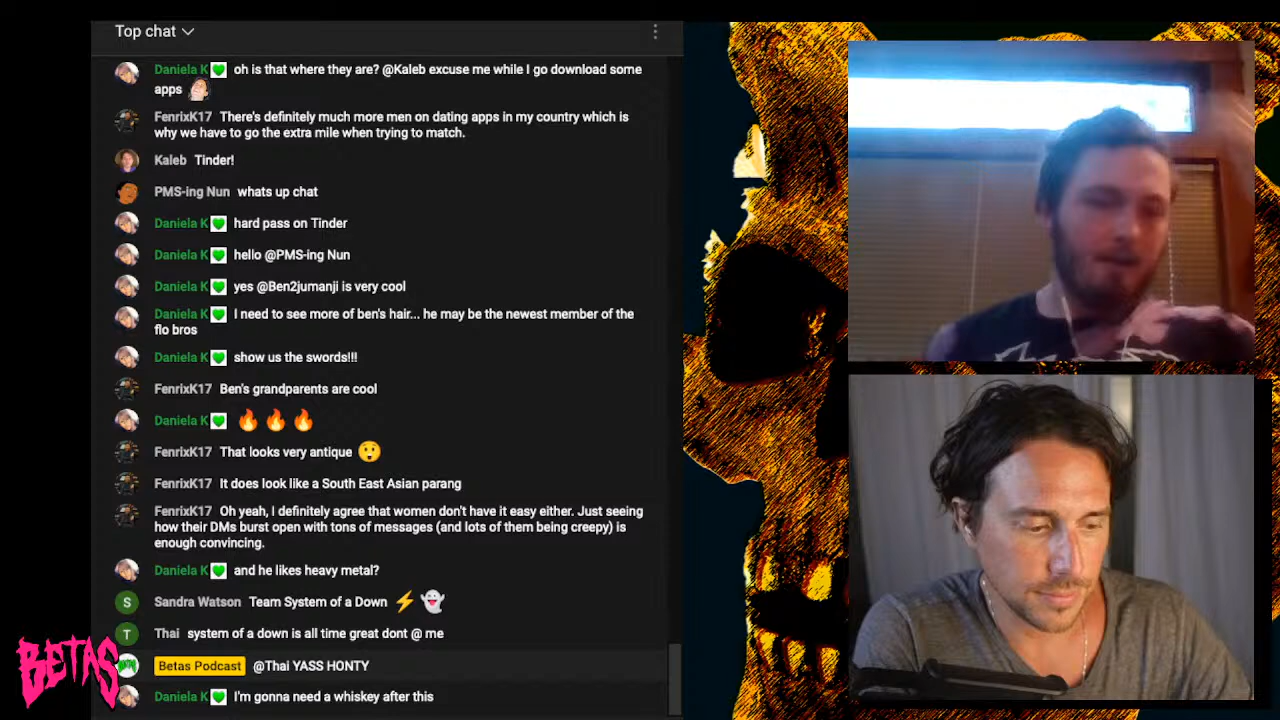 Top chat
Daniela K oh is that where they are? @Kaleb excuse me while I go download some
apps
FenrixK17 There's definitely much more men on dating apps in my country which is
why we have to go the extra mile when trying to match.
Kaleb Tinder!
PMS-ing Nun whats up chat
Daniela K hard pass on Tinder
Daniela K hello @PMS-ing Nun
Daniela K yes @Ben2jumanji is very cool
Daniela K I need to see more of ben's hair... he may be the newest member of the
flo bros
Daniela K show us the swords!!!
FenrixK17 Ben's grandparents are cool
Daniela K 🔥🔥🔥
FenrixK17 That looks very antique 😲
FenrixK17 It does look like a South East Asian parang
FenrixK17 Oh yeah, I definitely agree that women don't have it easy either. Just seeing
how their DMs burst open with tons of messages (and lots of them being creepy) is
enough convincing.
Daniela K and he likes heavy metal?
S Sandra Watson Team System of a Down ⚡👻
T Thai system of a down is all time great dont @ me
Betas Podcast @Thai YASS HONTY
Daniela K I'm gonna need a whiskey after this
BETAS